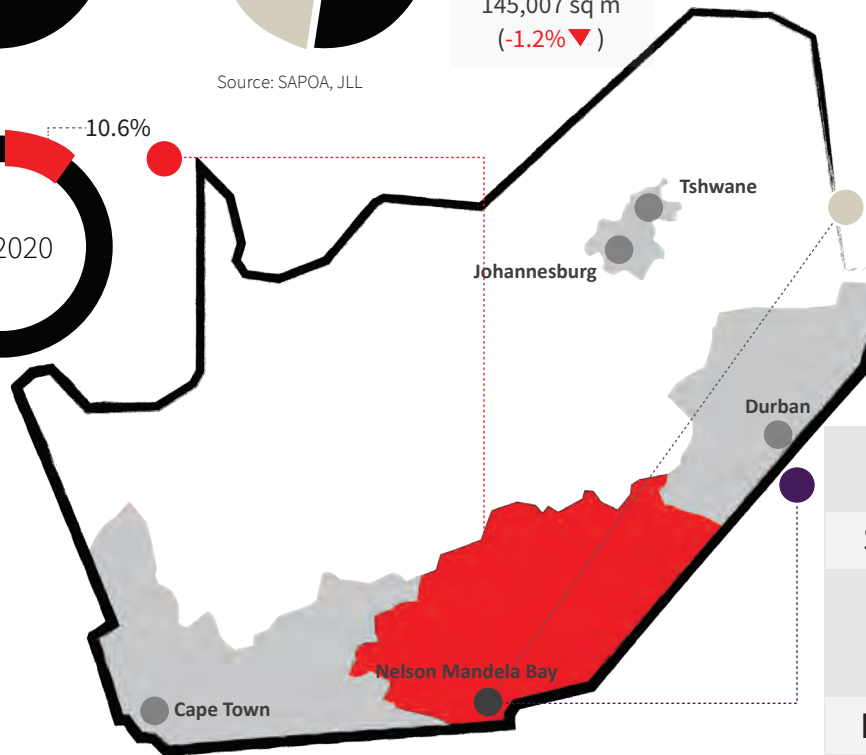 145,007 sq m
(-1.2%▼ )
Source: SAPOA, JLL
10.6%
2020
Tshwane
Johannesburg
Durban
Nelson Mandela Bay
Cape Town